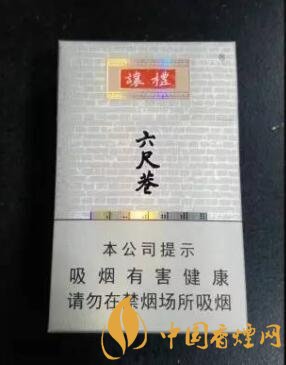 讓禮
六尺巷
本公司提示
吸烟有害健康
请勿在禁烟场所吸烟
中国香烟网